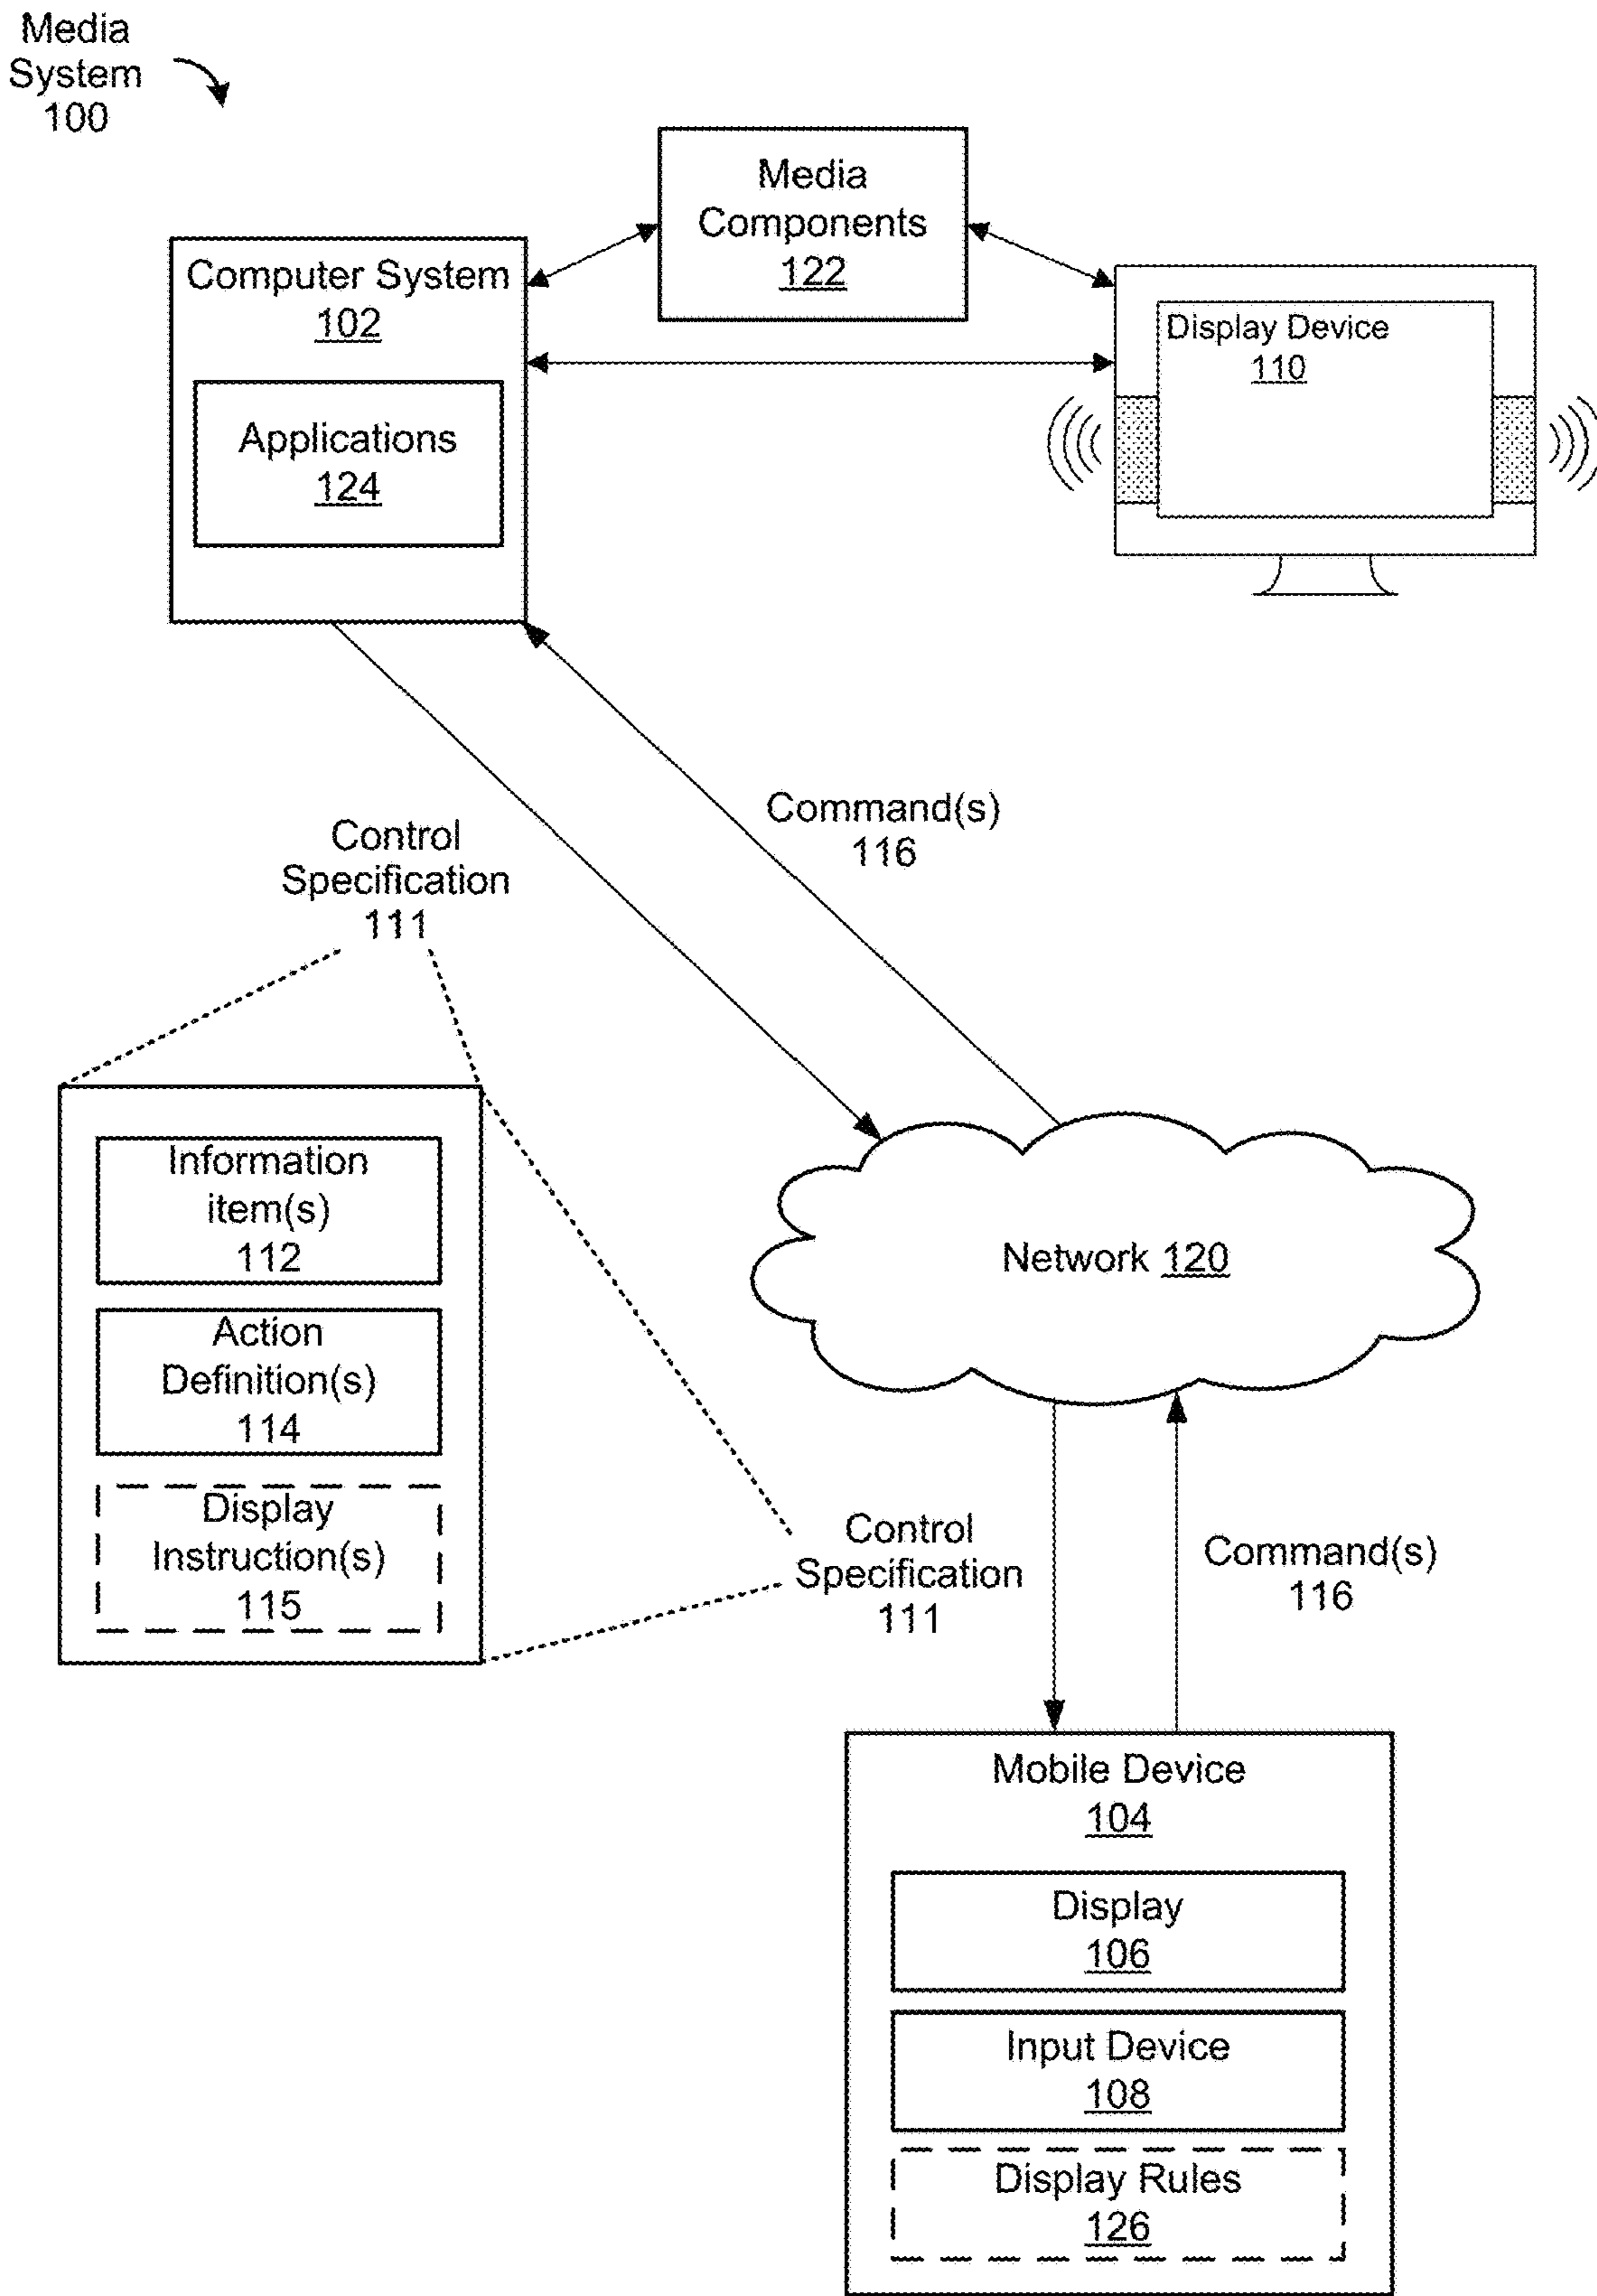 Media
System
100
Media
Components
122
Computer System
102
Applications
124
Display Device
110
Command(s)
116
Control
Specification
111
Information
item(s)
112
Action
Definition(s)
114
Display
Instruction(s)
115
Network 120
Control
Specification
111
Command(s)
116
Mobile Device
104
Display
106
Input Device
108
Display Rules
126